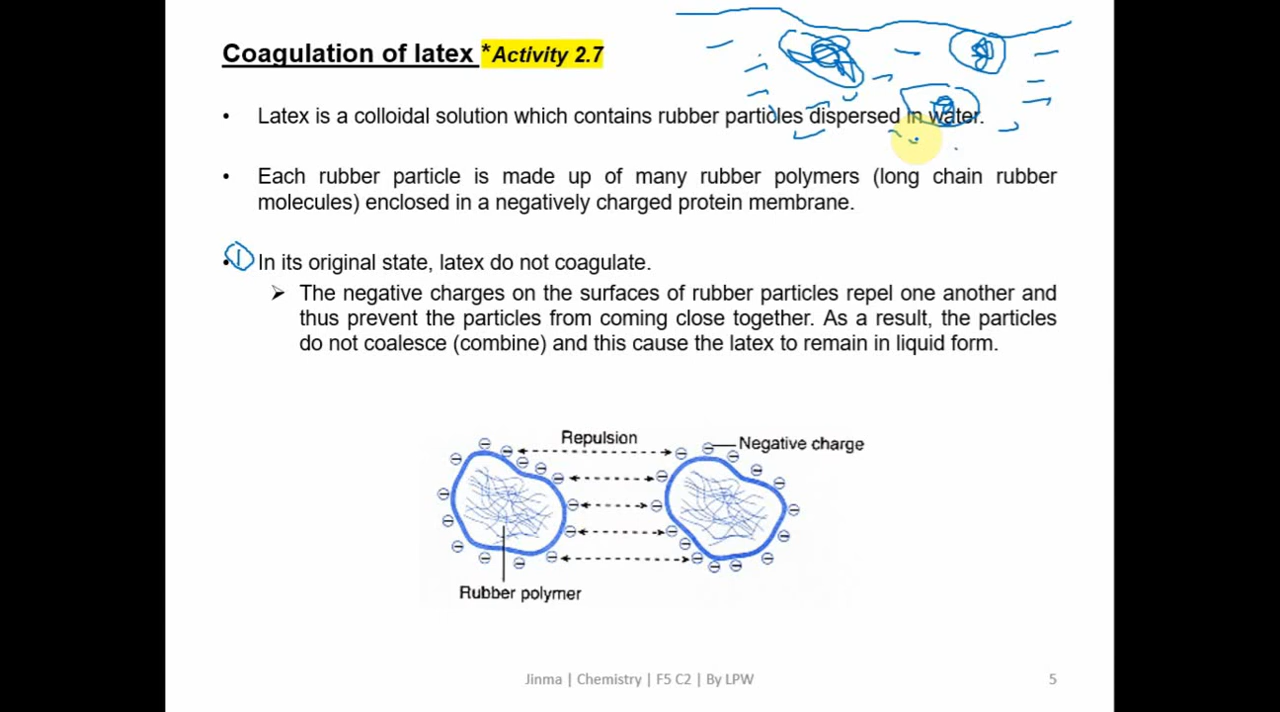 Coagulation of latex *Activity 2.7
• Latex is a colloidal solution which contains rubber particles dispersed in water.
• Each rubber particle is made up of many rubber polymers (long chain rubber
molecules) enclosed in a negatively charged protein membrane.
• 1 In its original state, latex do not coagulate.
➢ The negative charges on the surfaces of rubber particles repel one another and
thus prevent the particles from coming close together. As a result, the particles
do not coalesce (combine) and this cause the latex to remain in liquid form.
Repulsion
Negative charge
Rubber polymer
Jinma | Chemistry | F5 C2 | By LPW
5